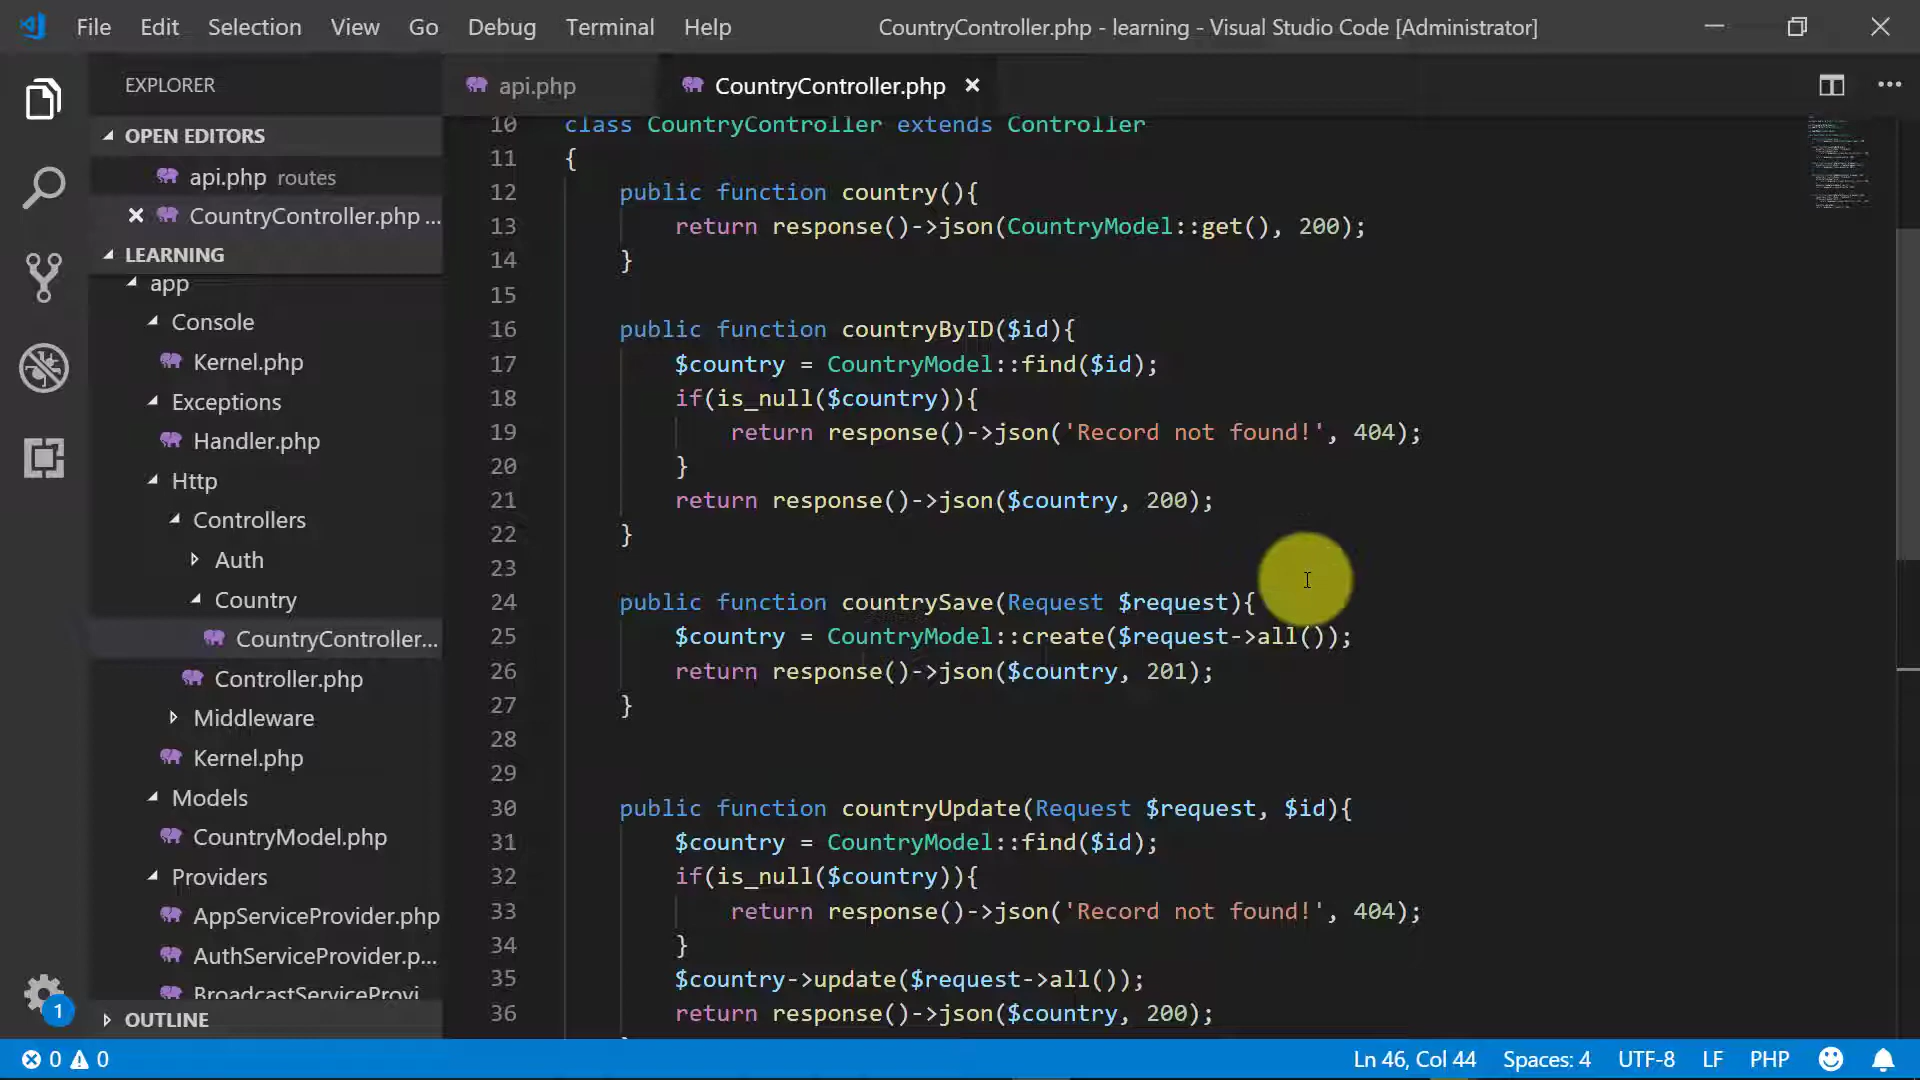 File Edit Selection View Go Debug Terminal Help CountryController.php - learning - Visual Studio Code [Administrator]
EXPLORER
OPEN EDITORS
api.php routes
CountryController.php ...
LEARNING
app
Console
Kernel.php
Exceptions
Handler.php
Http
Controllers
Auth
Country
CountryController...
Controller.php
Middleware
Kernel.php
Models
CountryModel.php
Providers
AppServiceProvider.php
AuthServiceProvider.p...
BroadcastServiceProvi
OUTLINE
1
api.php CountryController.php
10 class CountryController extends Controller
11 {
12 public function country(){
13 return response()->json(CountryModel::get(), 200);
14 }
15
16 public function countryByID($id){
17 $country = CountryModel::find($id);
18 if(is_null($country)){
19 return response()->json('Record not found!', 404);
20 }
21 return response()->json($country, 200);
22 }
23
24 public function countrySave(Request $request){
25 $country = CountryModel::create($request->all());
26 return response()->json($country, 201);
27 }
28
29
30 public function countryUpdate(Request $request, $id){
31 $country = CountryModel::find($id);
32 if(is_null($country)){
33 return response()->json('Record not found!', 404);
34 }
35 $country->update($request->all());
36 return response()->json($country, 200);
0 0 Ln 46, Col 44 Spaces: 4 UTF-8 LF PHP